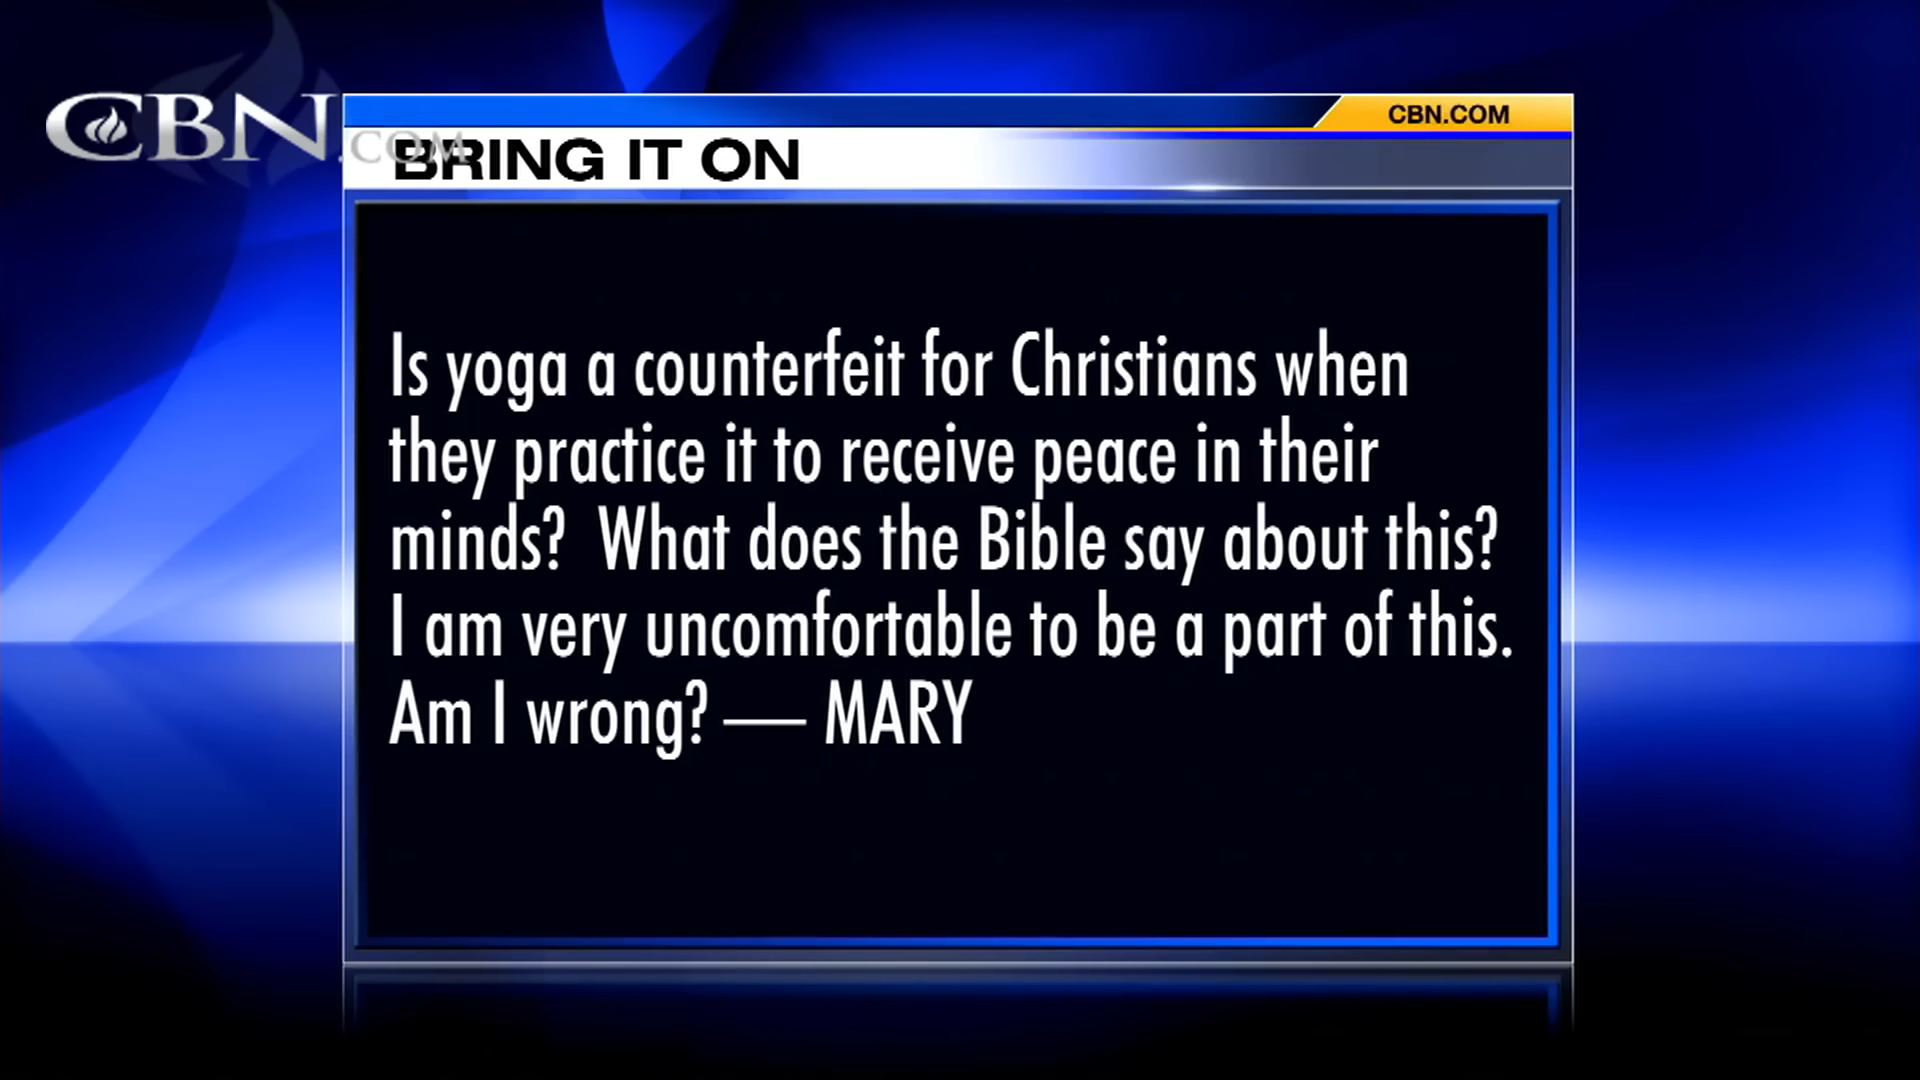 CBN.COM
CBN.COM
BRING IT ON
Is yoga a counterfeit for Christians when
they practice it to receive peace in their
minds?  What does the Bible say about this?
I am very uncomfortable to be a part of this.
Am I wrong? — MARY